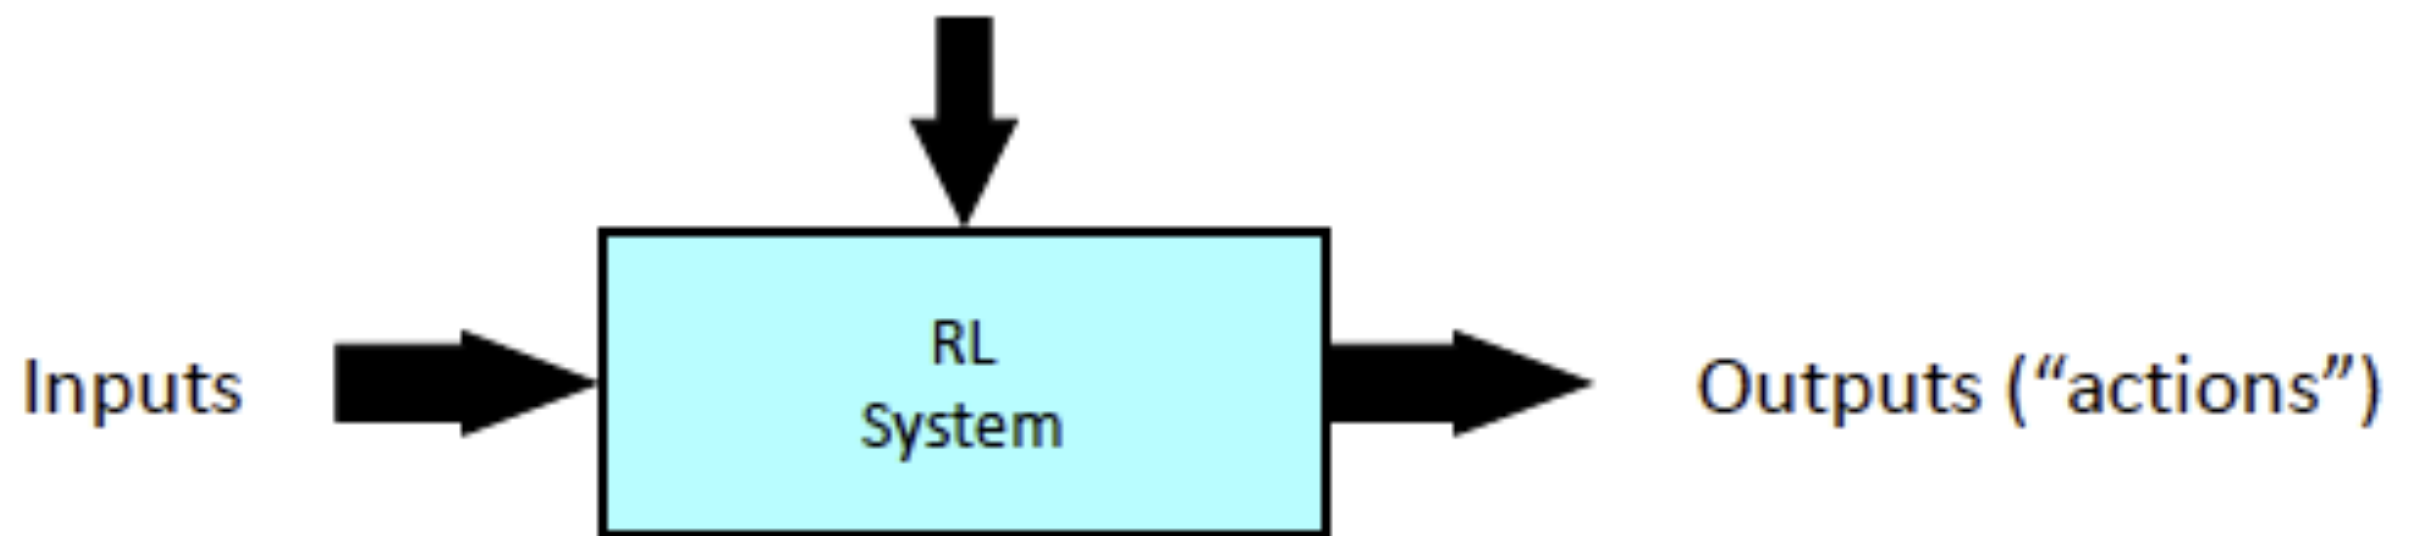 RL
System
Inputs
Outputs (“actions”)